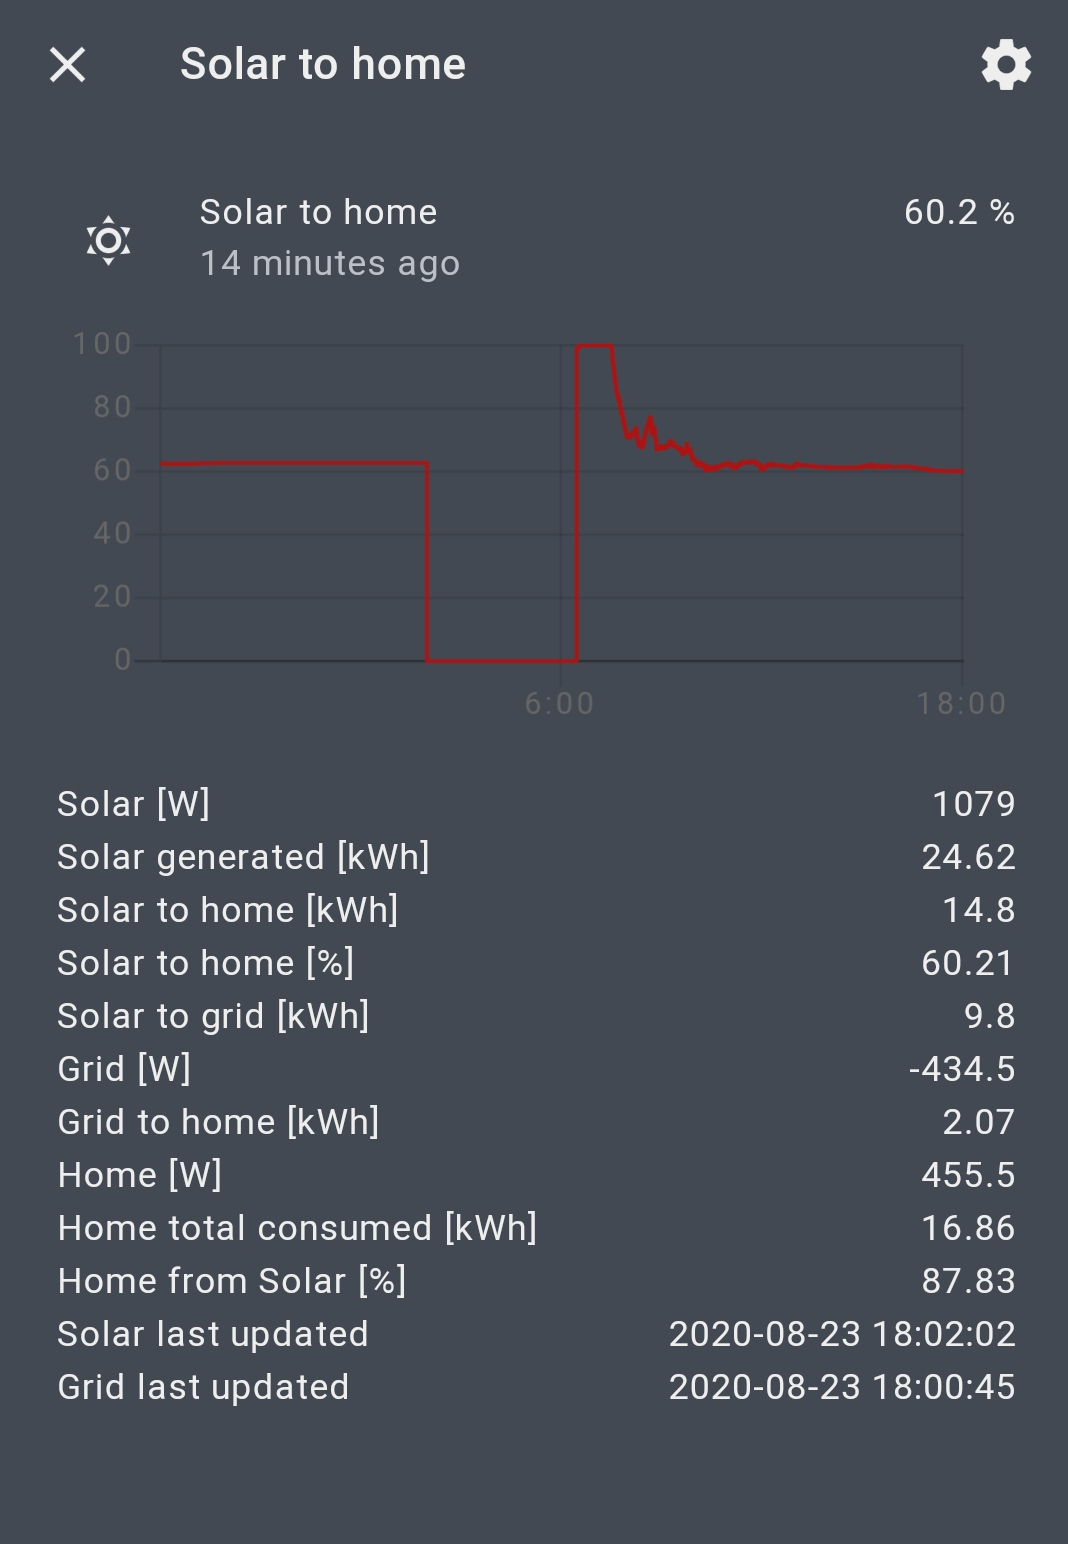 Solar to home
Solar to home 60.2 %
14 minutes ago
100
80
60
40
20
0
6:00 18:00
Solar [W] 1079
Solar generated [kWh] 24.62
Solar to home [kWh] 14.8
Solar to home [%] 60.21
Solar to grid [kWh] 9.8
Grid [W] -434.5
Grid to home [kWh] 2.07
Home [W] 455.5
Home total consumed [kWh] 16.86
Home from Solar [%] 87.83
Solar last updated 2020-08-23 18:02:02
Grid last updated 2020-08-23 18:00:45